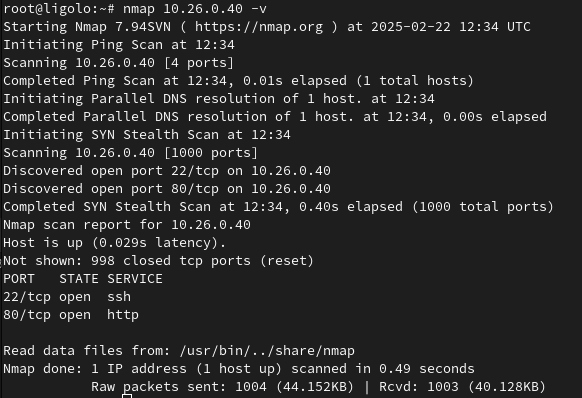 root@ligolo:~# nmap 10.26.0.40 -v
Starting Nmap 7.94SVN ( https://nmap.org ) at 2025-02-22 12:34 UTC
Initiating Ping Scan at 12:34
Scanning 10.26.0.40 [4 ports]
Completed Ping Scan at 12:34, 0.01s elapsed (1 total hosts)
Initiating Parallel DNS resolution of 1 host. at 12:34
Completed Parallel DNS resolution of 1 host. at 12:34, 0.00s elapsed
Initiating SYN Stealth Scan at 12:34
Scanning 10.26.0.40 [1000 ports]
Discovered open port 22/tcp on 10.26.0.40
Discovered open port 80/tcp on 10.26.0.40
Completed SYN Stealth Scan at 12:34, 0.40s elapsed (1000 total ports)
Nmap scan report for 10.26.0.40
Host is up (0.029s latency).
Not shown: 998 closed tcp ports (reset)
PORT   STATE SERVICE
22/tcp open  ssh
80/tcp open  http
Read data files from: /usr/bin/../share/nmap
Nmap done: 1 IP address (1 host up) scanned in 0.49 seconds
           Raw packets sent: 1004 (44.152KB) | Rcvd: 1003 (40.128KB)